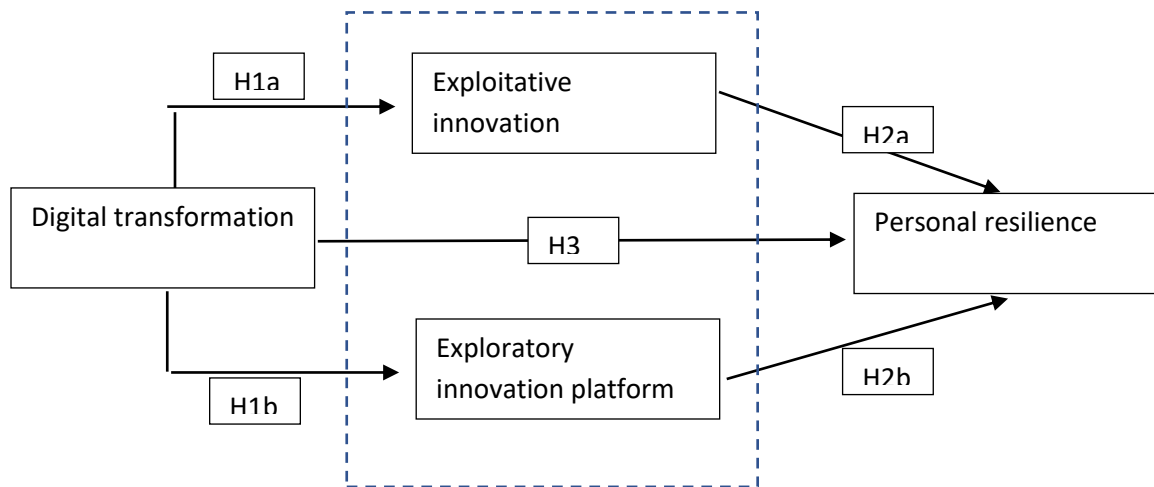 H1a
Exploitative
innovation
H2a
Digital transformation
H3
Personal resilience
Exploratory
innovation platform
H1b
H2b